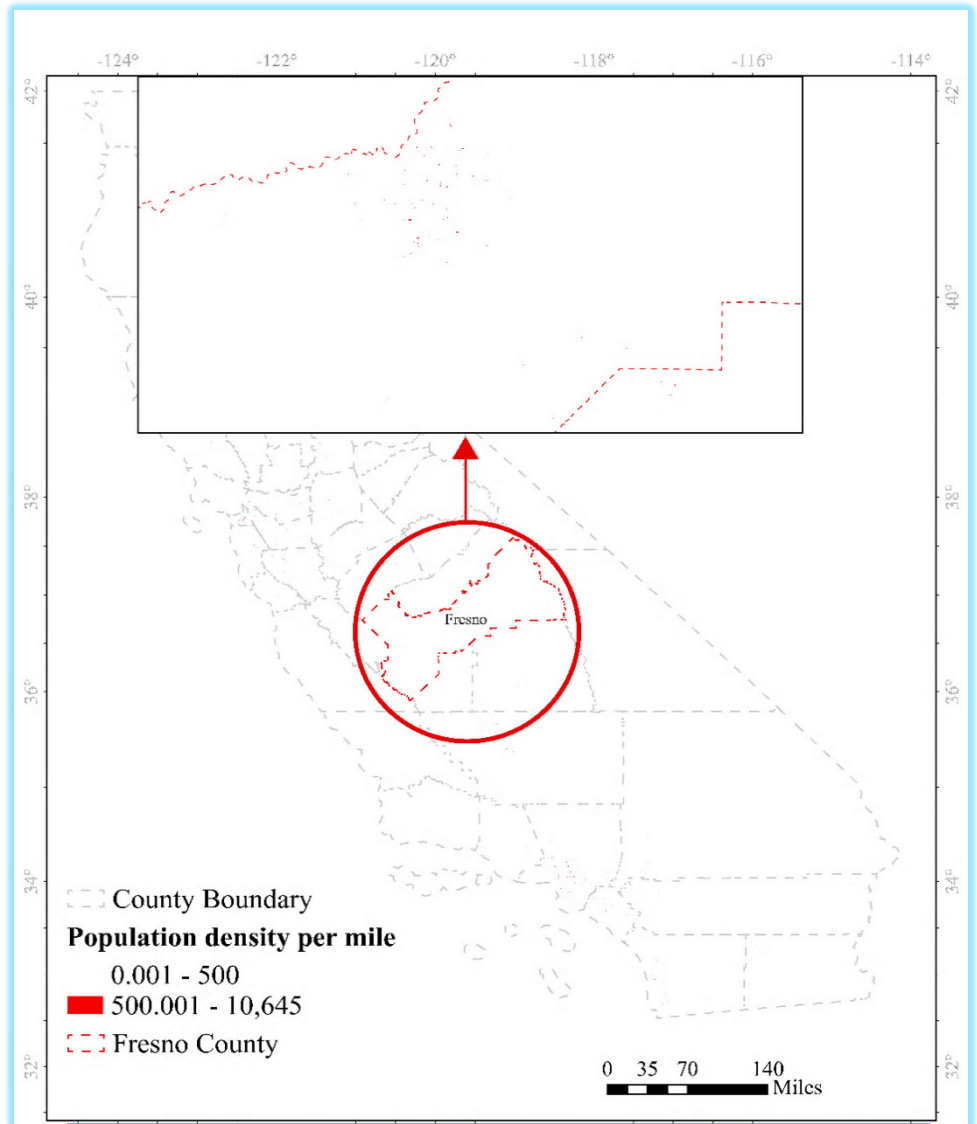 -124° -122° -120° -118° -116° -114°
42° 42°
40° 40°
38° 38°
Fresno
36° 36°
34° 34°
County Boundary
Population density per mile
0.001 - 500
500.001 - 10,645
Fresno County
32° 32°
0 35 70 140
Miles